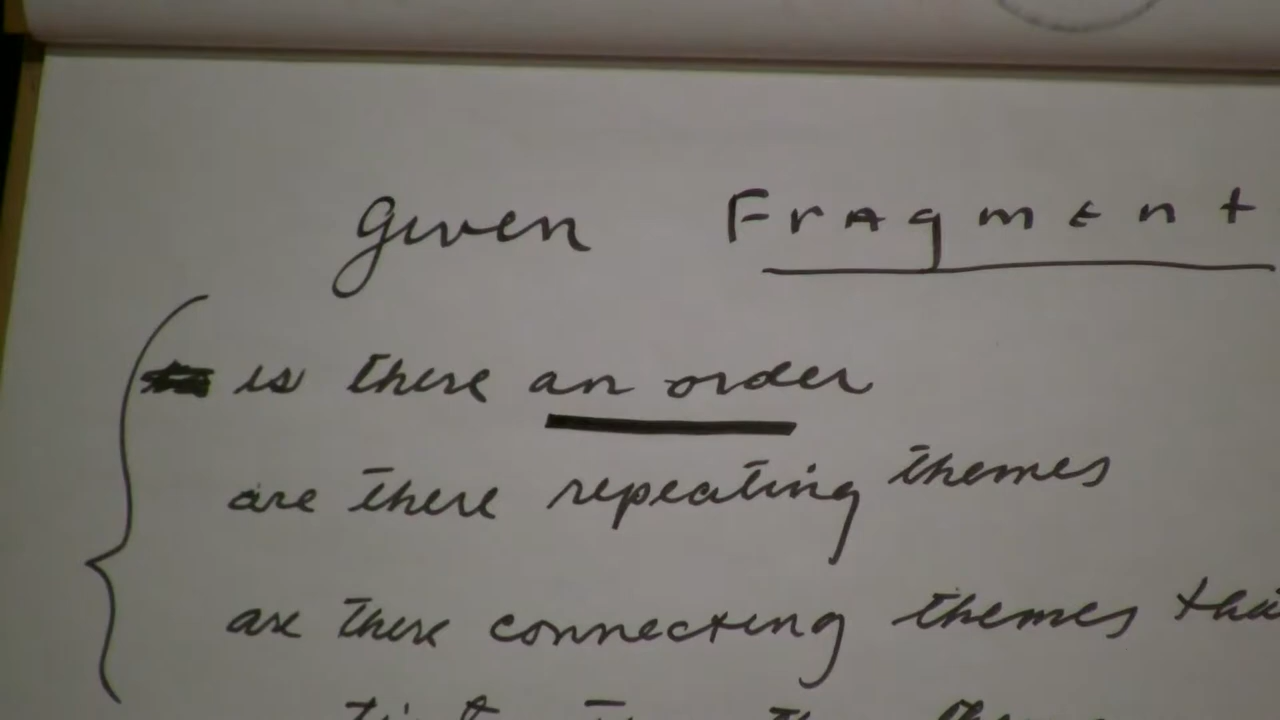 given Fragment
is there an order
are there repeating themes
are there connecting themes